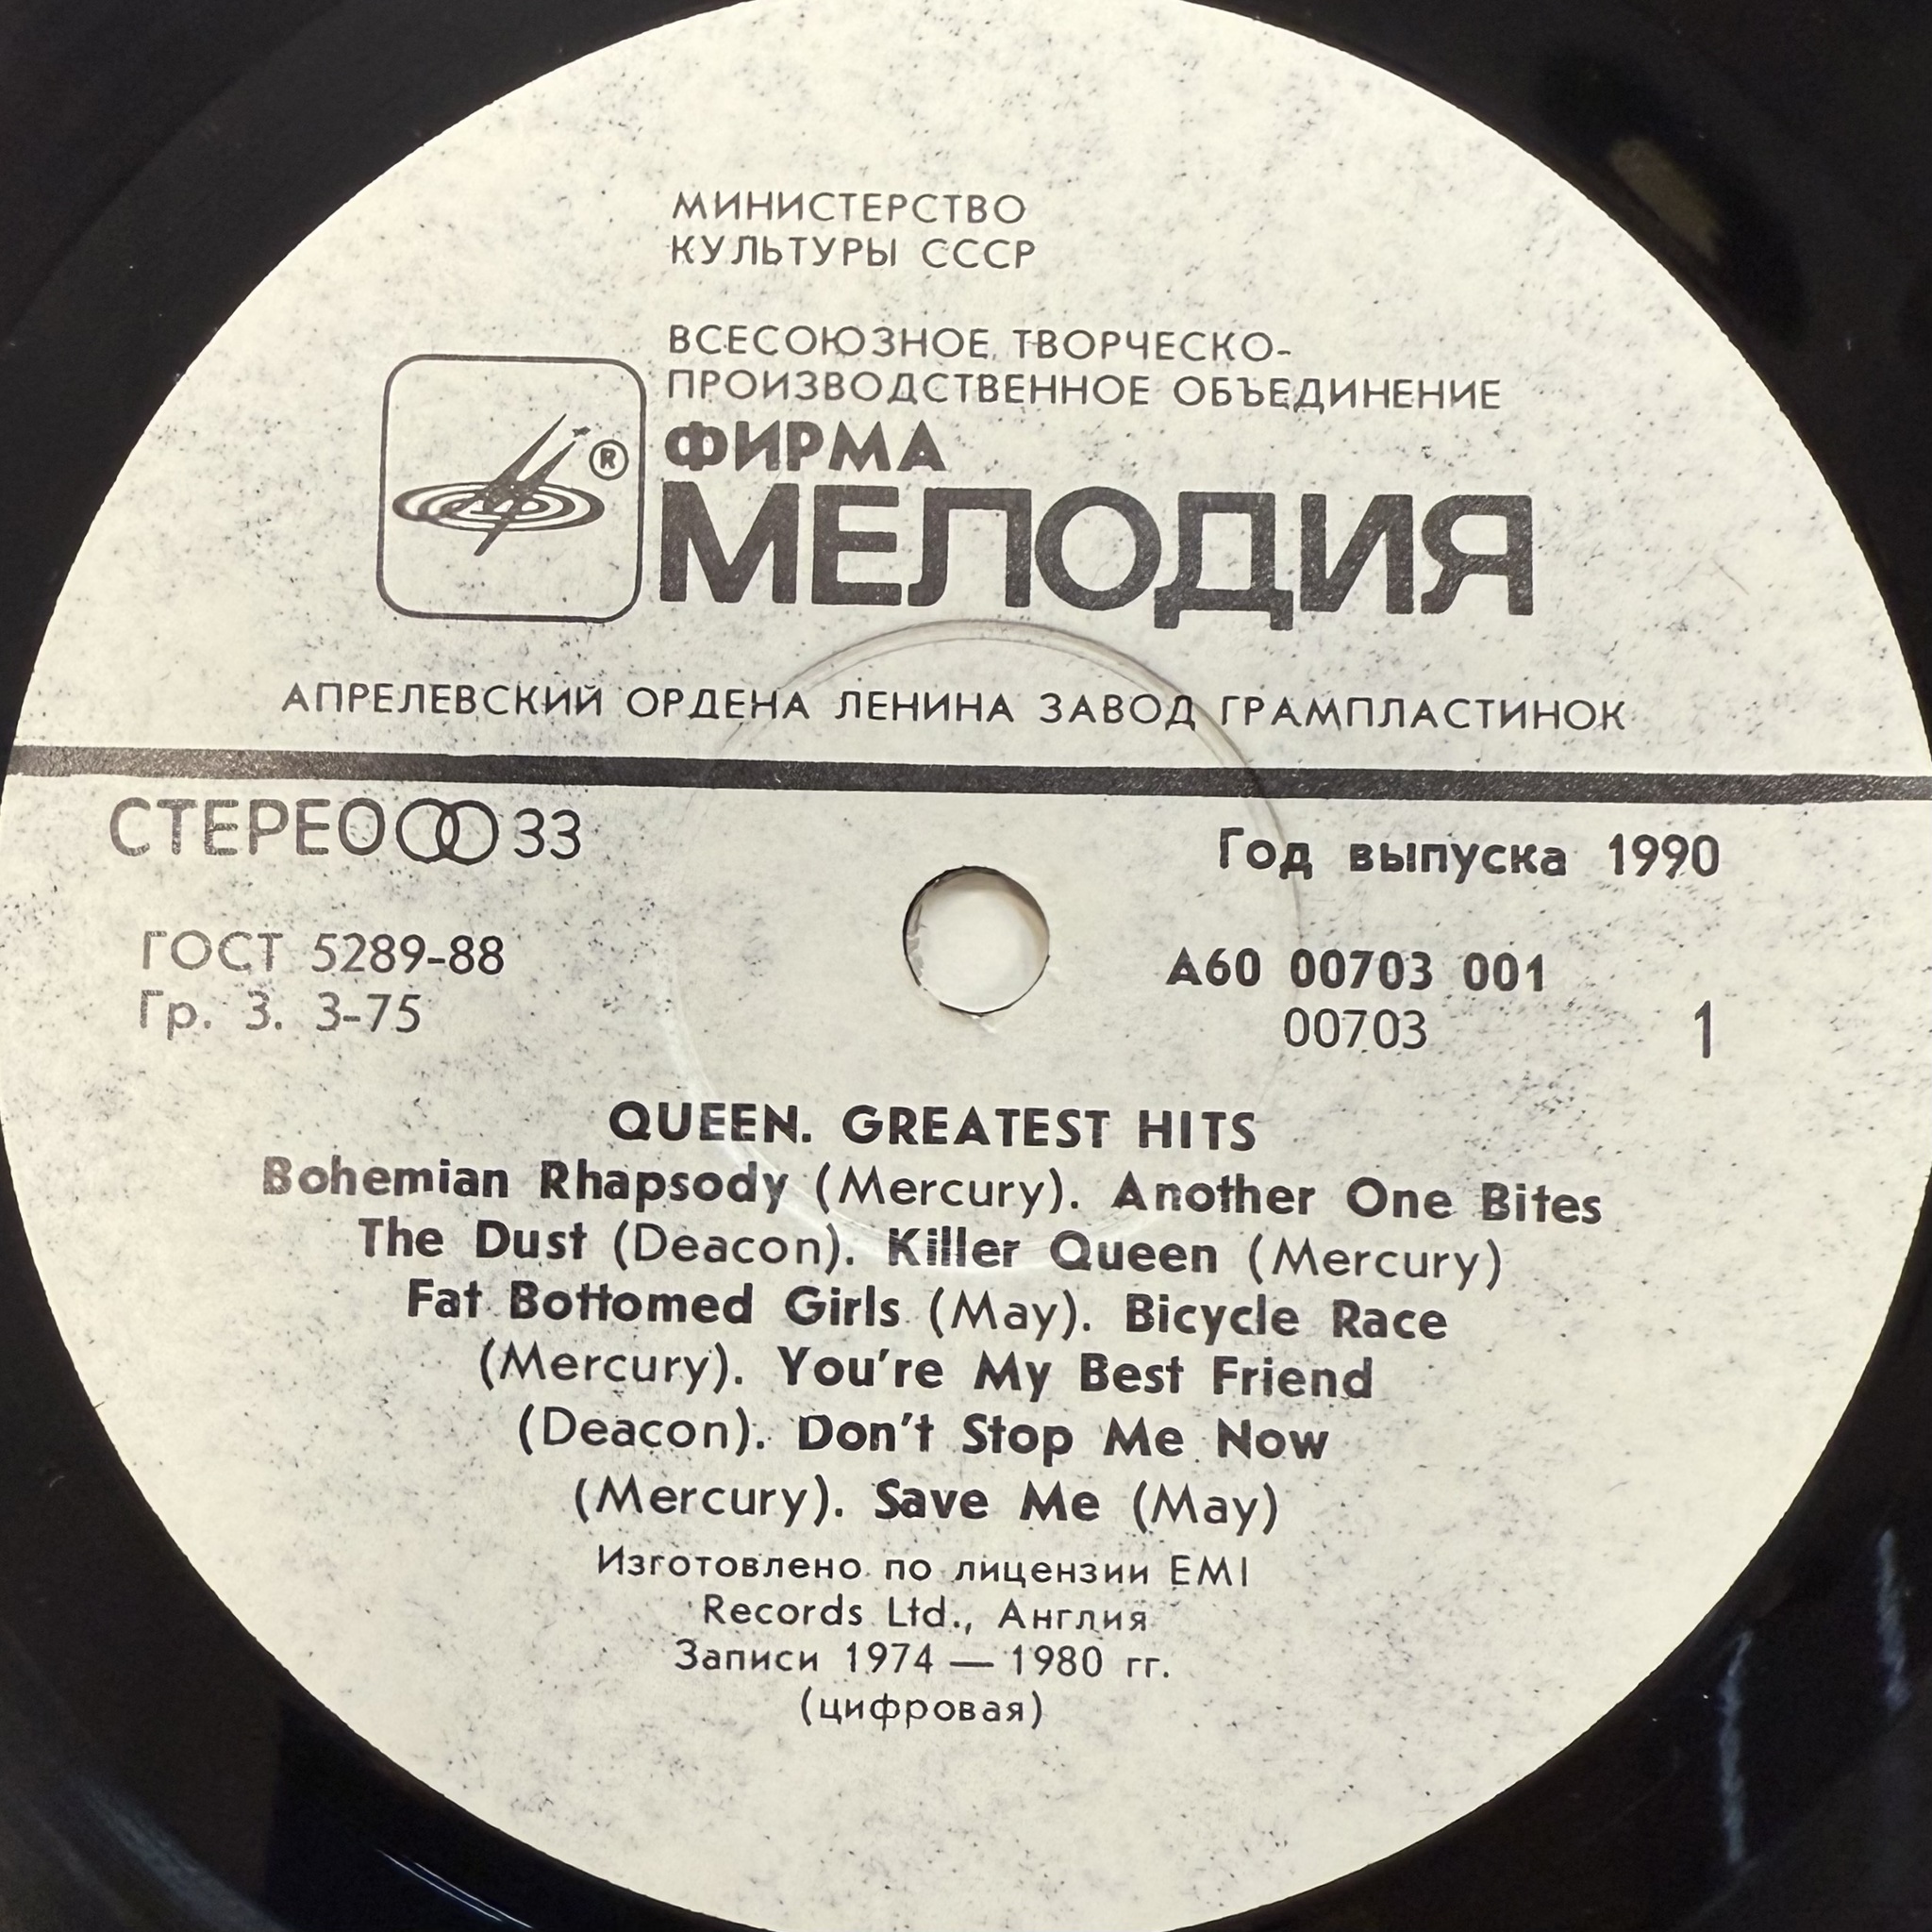 МИНИСТЕРСТВО
КУЛЬТУРЫ СССР
ВСЕСОЮЗНОЕ ТВОРЧЕСКО-
ПРОИЗВОДСТВЕННОЕ ОБЪЕДИНЕНИЕ
®
ФИРМА
МЕЛОДИЯ
АПРЕЛЕВСКИЙ ОРДЕНА ЛЕНИНА ЗАВОД ГРАМПЛАСТИНОК
СТЕРЕО 33
Год выпуска 1990
ГОСТ 5289-88
Гр. 3. 3-75
А60 00703 001
00703
1
QUEEN. GREATEST HITS
Bohemian Rhapsody (Mercury). Another One Bites
The Dust (Deacon). Killer Queen (Mercury)
Fat Bottomed Girls (May). Bicycle Race
(Mercury). You're My Best Friend
(Deacon). Don't Stop Me Now
(Mercury). Save Me (May)
Изготовлено по лицензии EMI
Records Ltd., Англия
Записи 1974 — 1980 гг.
(цифровая)